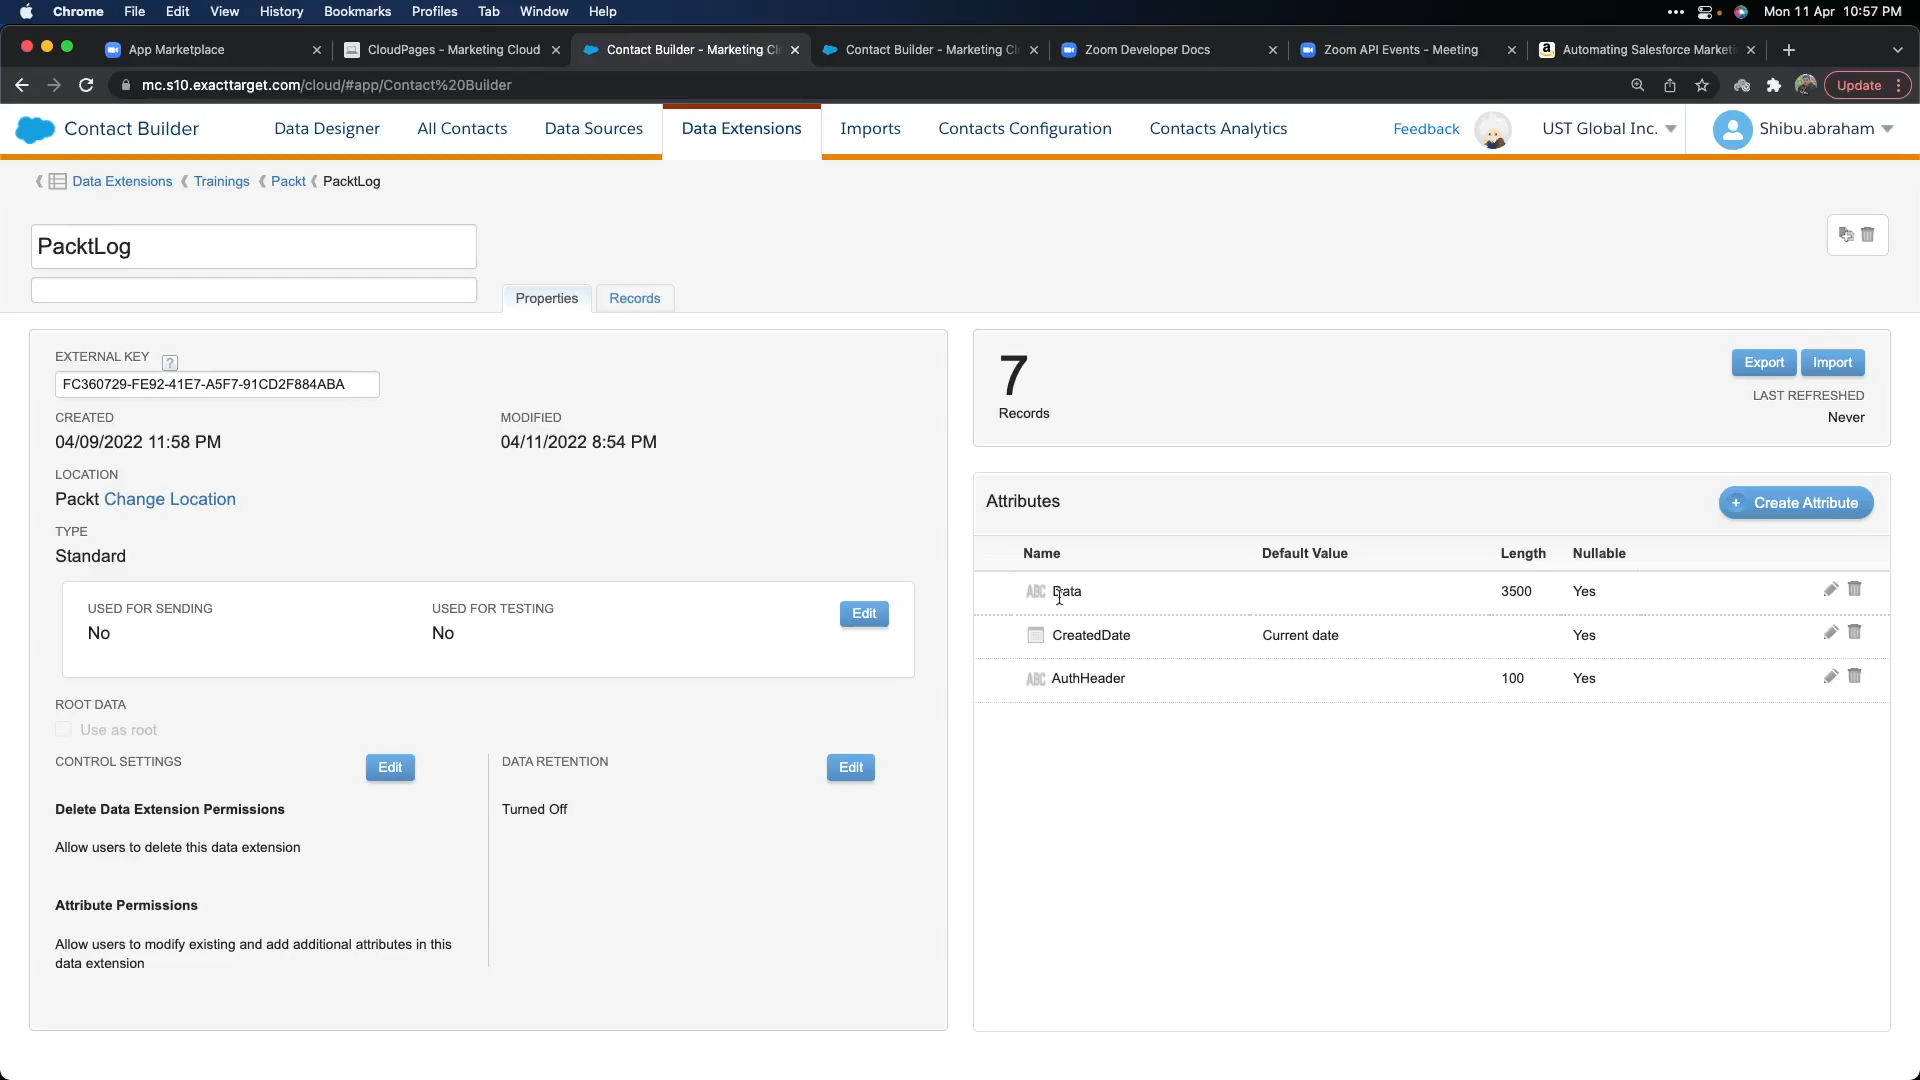 Chrome File Edit View History Bookmarks Profiles Tab Window Help Mon 11 Apr 10:57 PM
App Marketplace CloudPages - Marketing Cloud Contact Builder - Marketing Cl Contact Builder - Marketing Cl Zoom Developer Docs Zoom API Events - Meeting Automating Salesforce Marketi
mc.s10.exacttarget.com/cloud/#app/Contact%20Builder Update
Contact Builder Data Designer All Contacts Data Sources Data Extensions Imports Contacts Configuration Contacts Analytics Feedback UST Global Inc. Shibu.abraham
Data Extensions Trainings Packt PacktLog
PacktLog
Properties Records
EXTERNAL KEY ?
FC360729-FE92-41E7-A5F7-91CD2F884ABA
CREATED MODIFIED
04/09/2022 11:58 PM 04/11/2022 8:54 PM
LOCATION
Packt Change Location
TYPE
Standard
USED FOR SENDING USED FOR TESTING
No No Edit
ROOT DATA
Use as root
CONTROL SETTINGS Edit DATA RETENTION Edit
Delete Data Extension Permissions Turned Off
Allow users to delete this data extension
Attribute Permissions
Allow users to modify existing and add additional attributes in this
data extension
7
Records
Export Import
LAST REFRESHED
Never
Attributes + Create Attribute
Name Default Value Length Nullable
ABC Data 3500 Yes
CreatedDate Current date Yes
ABC AuthHeader 100 Yes